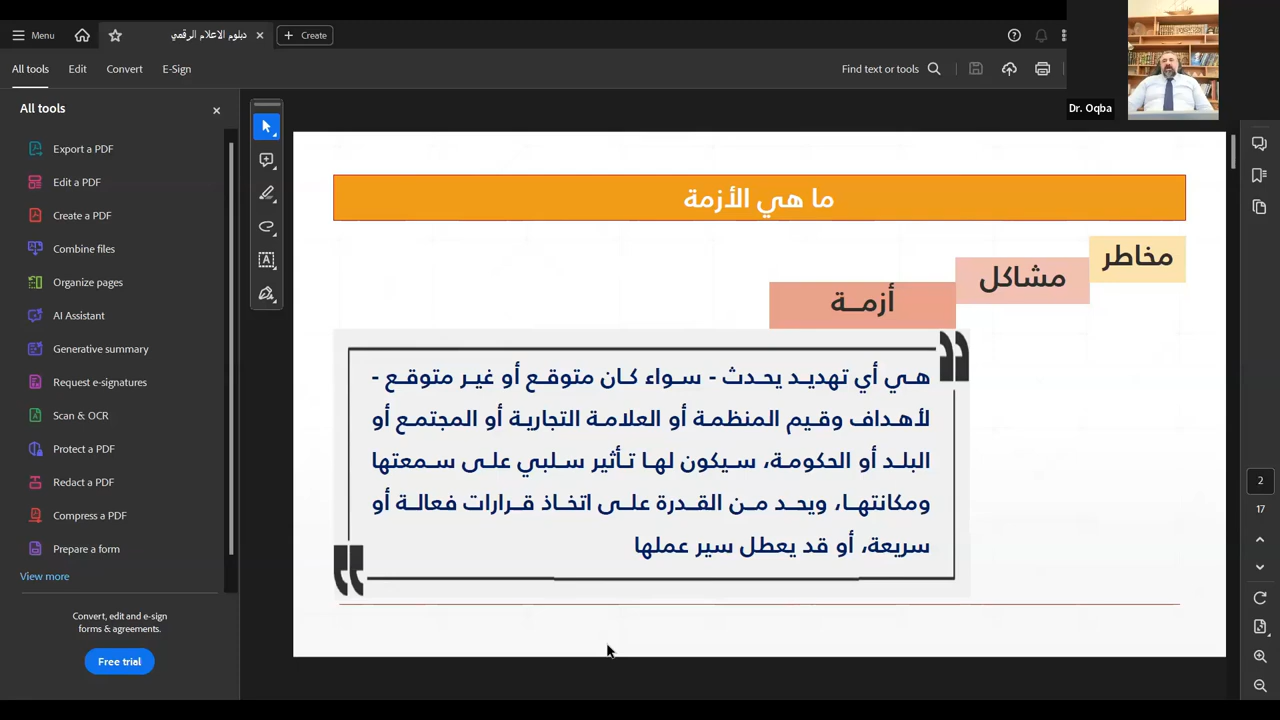 Menu
دبلوم الاعلام الرقمي
Create
All tools
Edit
Convert
E-Sign
Find text or tools
Dr. Oqba
All tools
Export a PDF
Edit a PDF
Create a PDF
Combine files
Organize pages
AI Assistant
Generative summary
Request e-signatures
Scan & OCR
Protect a PDF
Redact a PDF
Compress a PDF
Prepare a form
View more
Convert, edit and e-sign
forms & agreements.
Free trial
ما هي الأزمة
مخاطر
مشاكل
أزمـــة
هـي أي تهديـد يحـدث - سـواء كـان متوقـع أو غيـر متوقـع -
لأهـداف وقـيم المنظمـة أو العلامـة التجاريـة أو المجتمـع أو
البلـد أو الحكومـة، سـيكون لهـا تـأثير سـلبي علـى سـمعتها
ومكانتهـا، ويحـد مـن القـدرة علـى اتخـاذ قـرارات فعالـة أو
سريعة، أو قد يعطل سير عملها
2
17